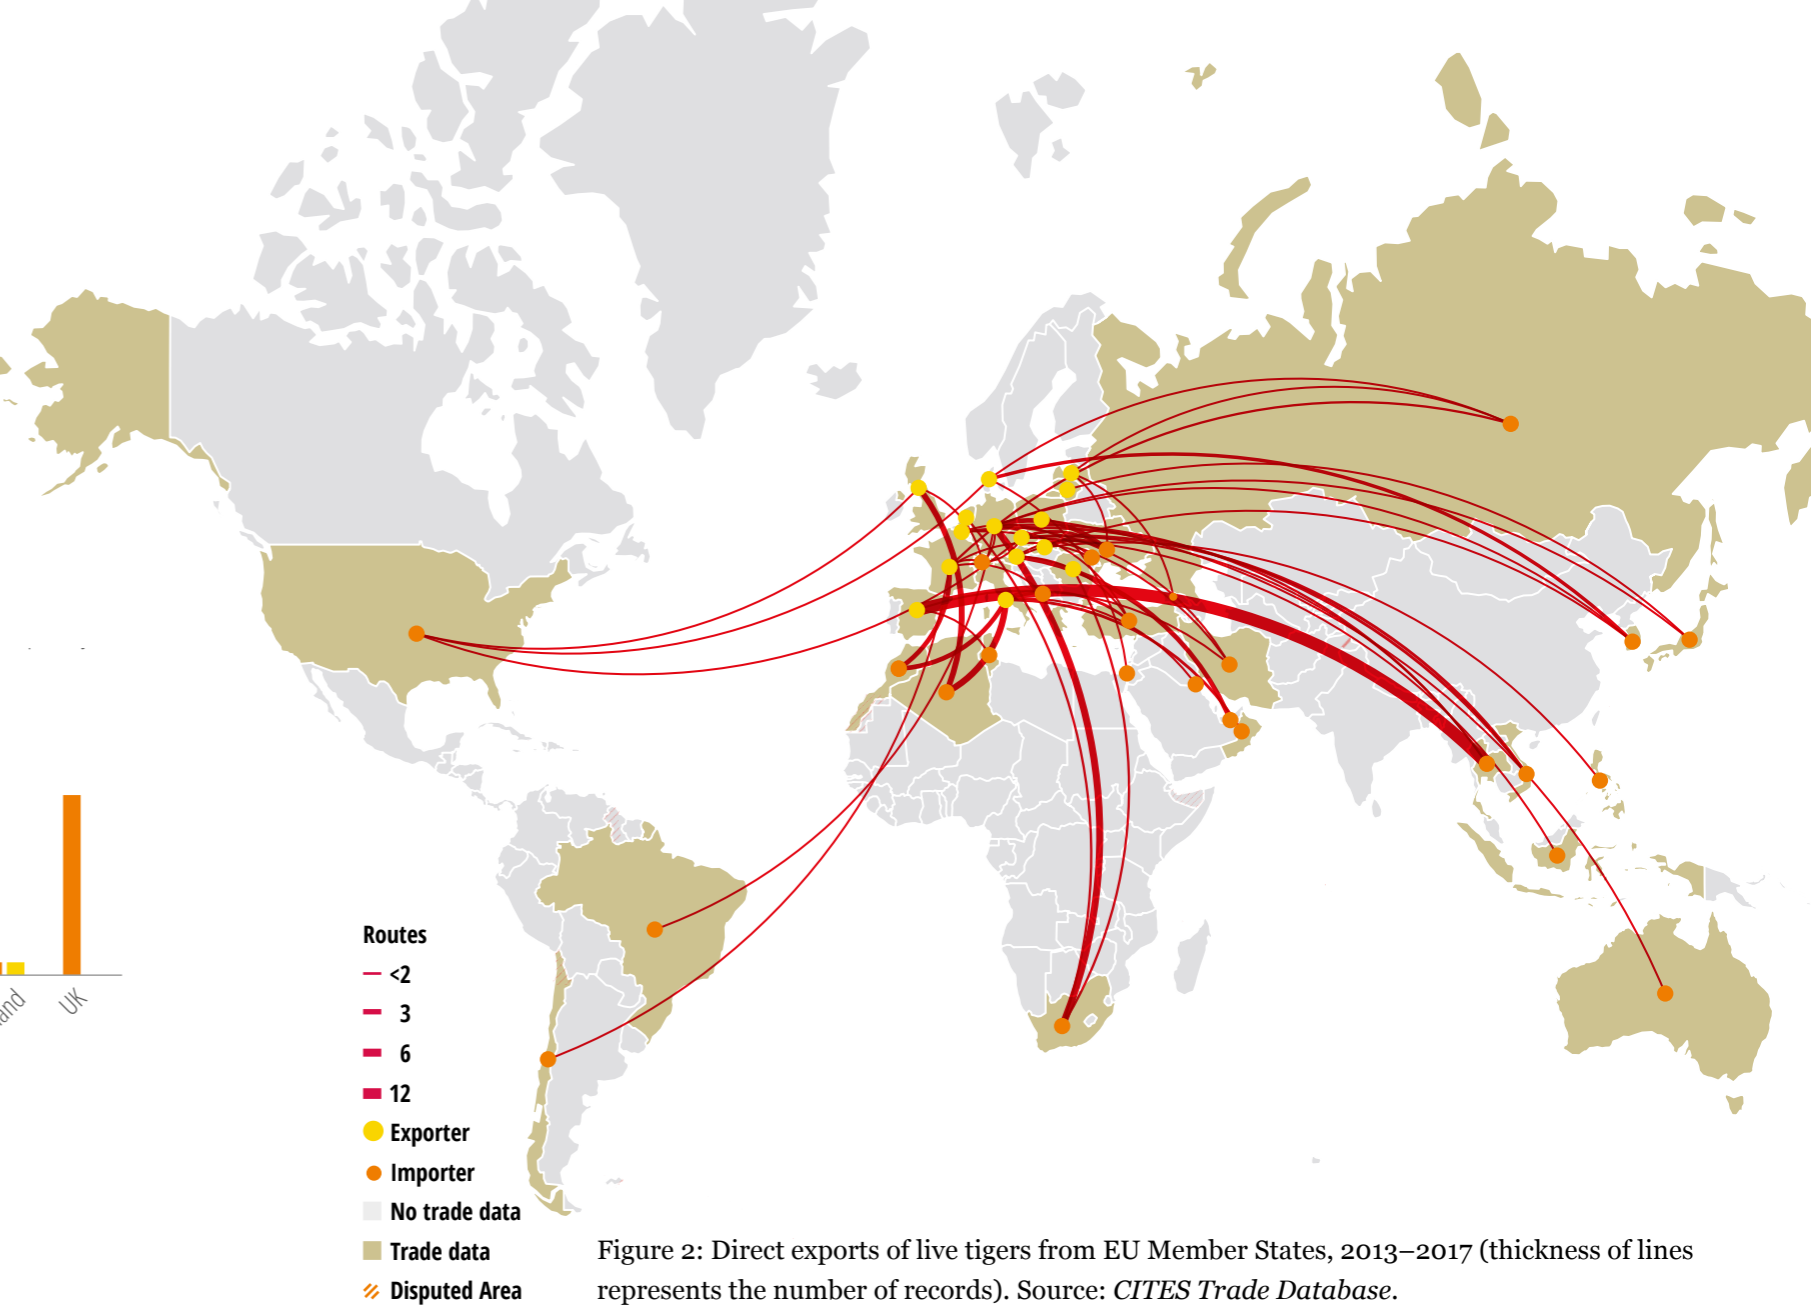 UK
Routes
<2
3
6
12
Exporter
Importer
No trade data
Trade data
Disputed Area
Figure 2: Direct exports of live tigers from EU Member States, 2013–2017 (thickness of lines
represents the number of records). Source: CITES Trade Database.